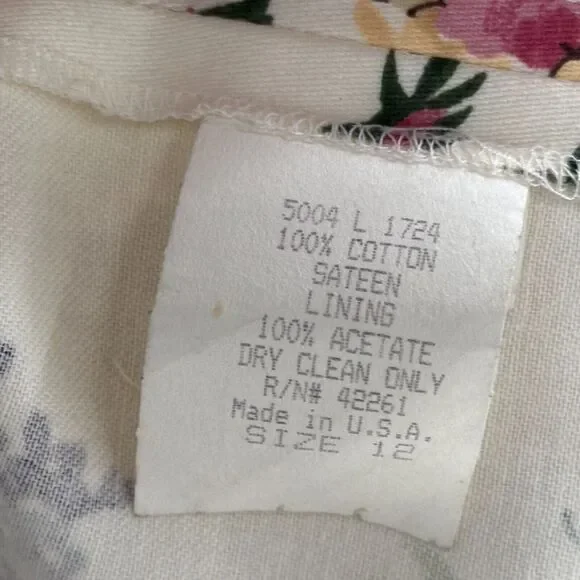 5004 L 1724
100% COTTON
SATEEN
LINING
100% ACETATE
DRY CLEAN ONLY
R/N# 42261
Made in U.S.A.
SIZE 12